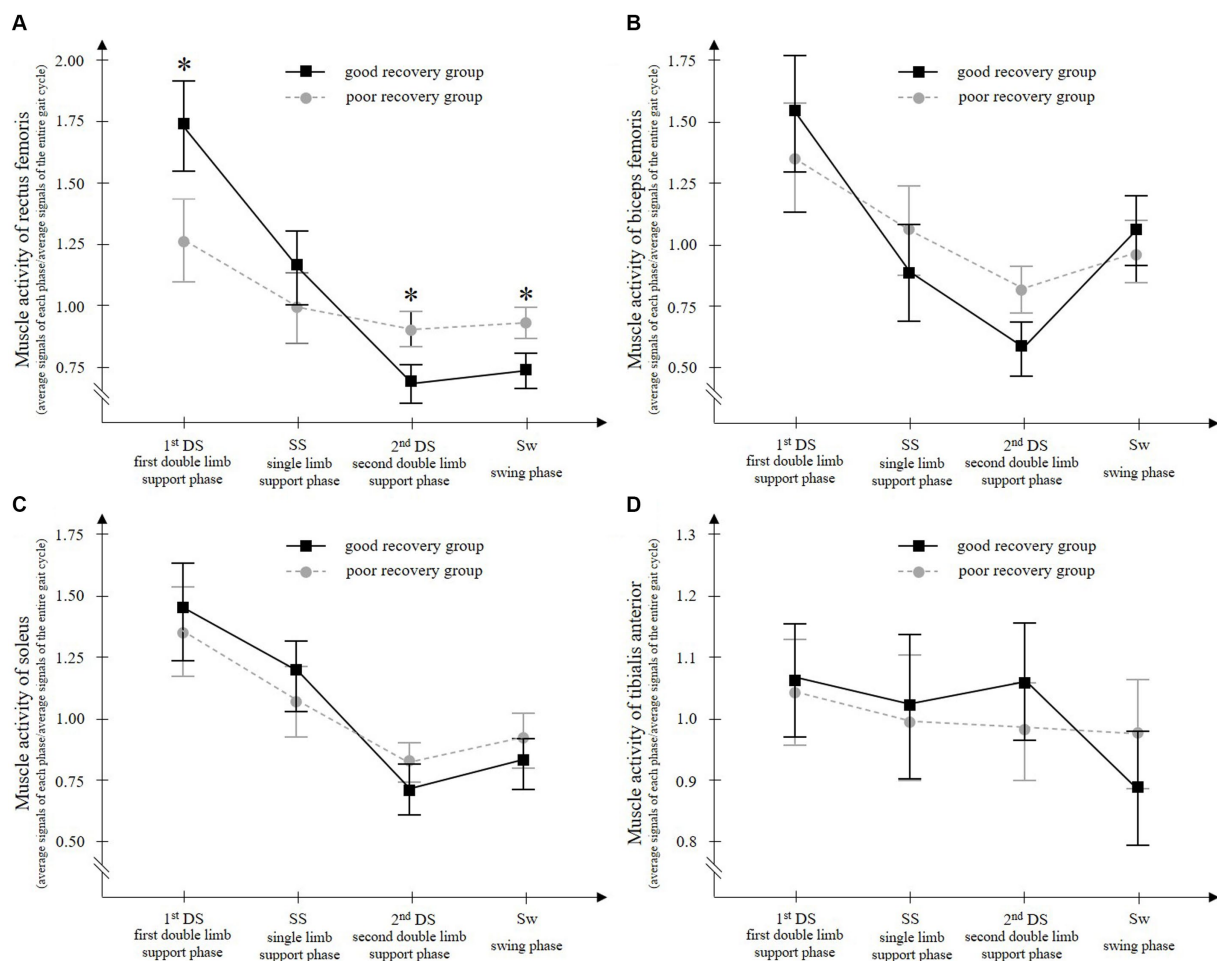 A
Muscle activity of rectus femoris
(average signals of each phase/average signals of the entire gait cycle)
2.00
1.75
1.50
1.25
1.00
0.75
*
*
*
good recovery group
poor recovery group
1st DS
first double limb
support phase
SS
single limb
support phase
2nd DS
second double limb
support phase
Sw
swing phase
B
Muscle activity of biceps femoris
(average signals of each phase/average signals of the entire gait cycle)
1.75
1.50
1.25
1.00
0.75
0.50
good recovery group
poor recovery group
1st DS
first double limb
support phase
SS
single limb
support phase
2nd DS
second double limb
support phase
Sw
swing phase
C
Muscle activity of soleus
(average signals of each phase/average signals of the entire gait cycle)
1.75
1.50
1.25
1.00
0.75
0.50
good recovery group
poor recovery group
1st DS
first double limb
support phase
SS
single limb
support phase
2nd DS
second double limb
support phase
Sw
swing phase
D
Muscle activity of tibialis anterior
(average signals of each phase/average signals of the entire gait cycle)
1.3
1.2
1.1
1.0
0.9
0.8
good recovery group
poor recovery group
1st DS
first double limb
support phase
SS
single limb
support phase
2nd DS
second double limb
support phase
Sw
swing phase